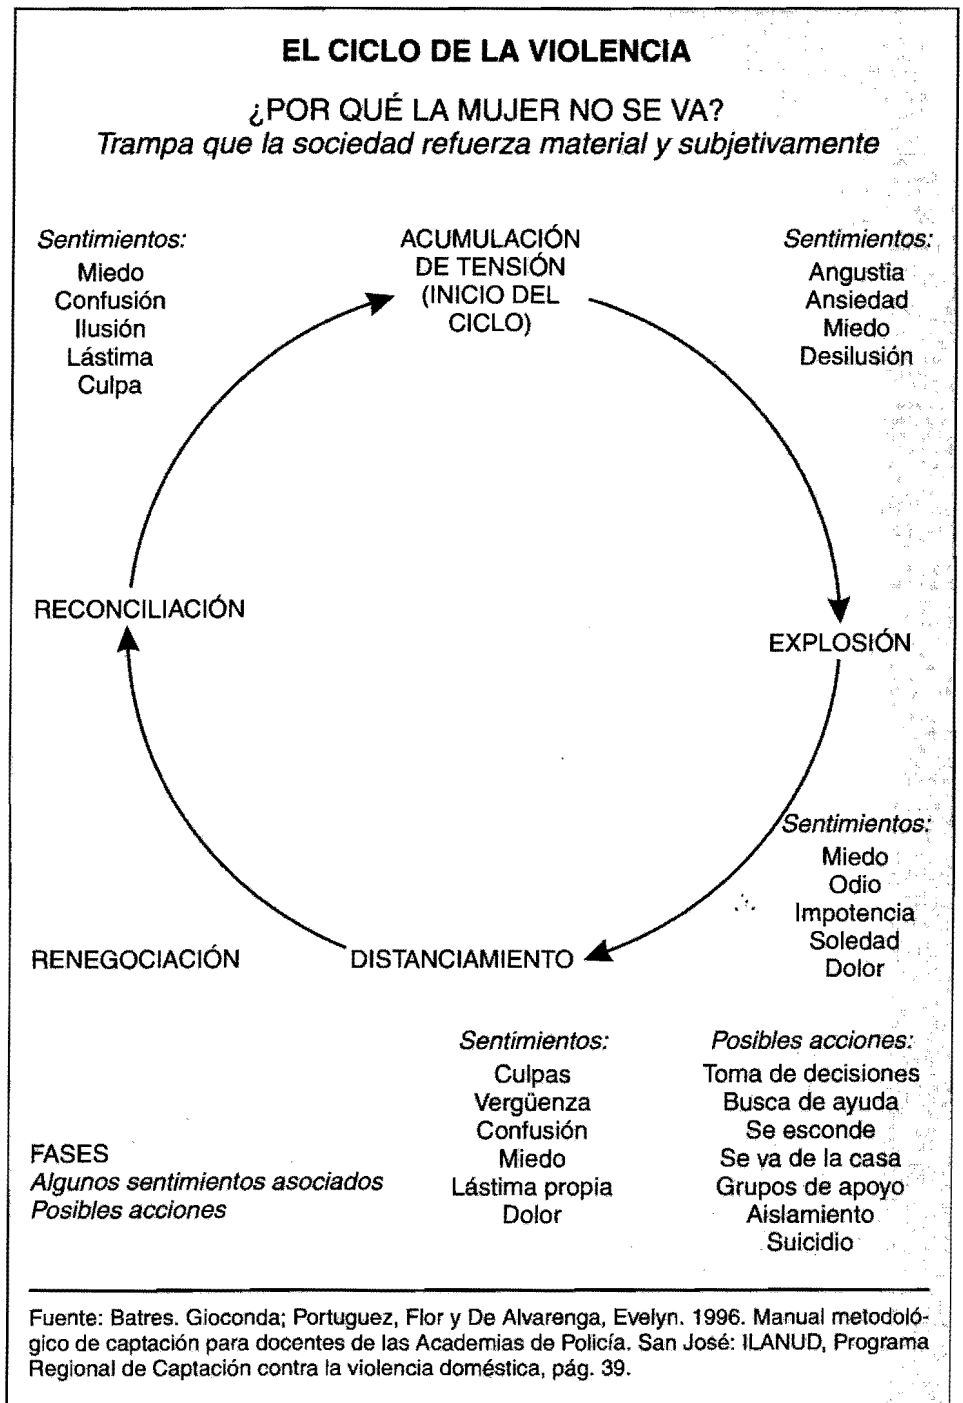 EL CICLO DE LA VIOLENCIA
¿POR QUÉ LA MUJER NO SE VA?
Trampa que la sociedad refuerza material y subjetivamente
Sentimientos:
Miedo
Confusión
Ilusión
Lástima
Culpa
ACUMULACIÓN
DE TENSIÓN
(INICIO DEL
CICLO)
Sentimientos:
Angustia
Ansiedad
Miedo
Desilusión
RECONCILIACIÓN
EXPLOSIÓN
Sentimientos:
Miedo
Odio
Impotencia
Soledad
Dolor
RENEGOCIACIÓN
DISTANCIAMIENTO
Sentimientos:
Culpas
Vergüenza
Confusión
Miedo
Lástima propia
Dolor
Posibles acciones:
Toma de decisiones
Busca de ayuda
Se esconde
Se va de la casa
Grupos de apoyo
Aislamiento
Suicidio
FASES
Algunos sentimientos asociados
Posibles acciones
Fuente: Batres. Gioconda; Portuguez, Flor y De Alvarenga, Evelyn. 1996. Manual metodoló-
gico de captación para docentes de las Academias de Policía. San José: ILANUD, Programa
Regional de Captación contra la violencia doméstica, pág. 39.